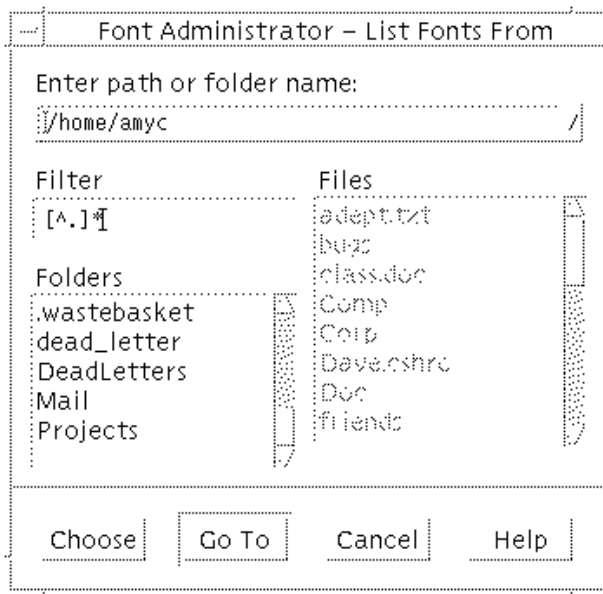 Font Administrator – List Fonts From
Enter path or folder name:
/home/amyc /
Filter
[^.]*
Folders
.wastebasket
dead_letter
DeadLetters
Mail
Projects
Files
adept.txt
bugs
class.doc
Comp
Corp
Dave.cshrc
Doc
friends
Choose
Go To
Cancel
Help